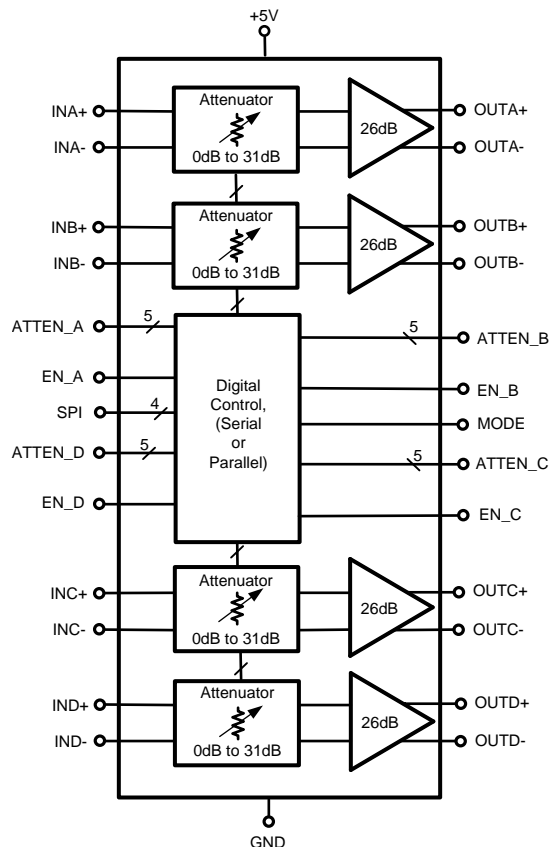 +5V
INA+
INA-
Attenuator
0dB to 31dB
26dB
OUTA+
OUTA-
INB+
INB-
Attenuator
0dB to 31dB
26dB
OUTB+
OUTB-
ATTEN_A
5
EN_A
SPI
4
ATTEN_D
5
EN_D
Digital
Control,
(Serial
or
Parallel)
5
ATTEN_B
EN_B
MODE
5
ATTEN_C
EN_C
INC+
INC-
Attenuator
0dB to 31dB
26dB
OUTC+
OUTC-
IND+
IND-
Attenuator
0dB to 31dB
26dB
OUTD+
OUTD-
GND